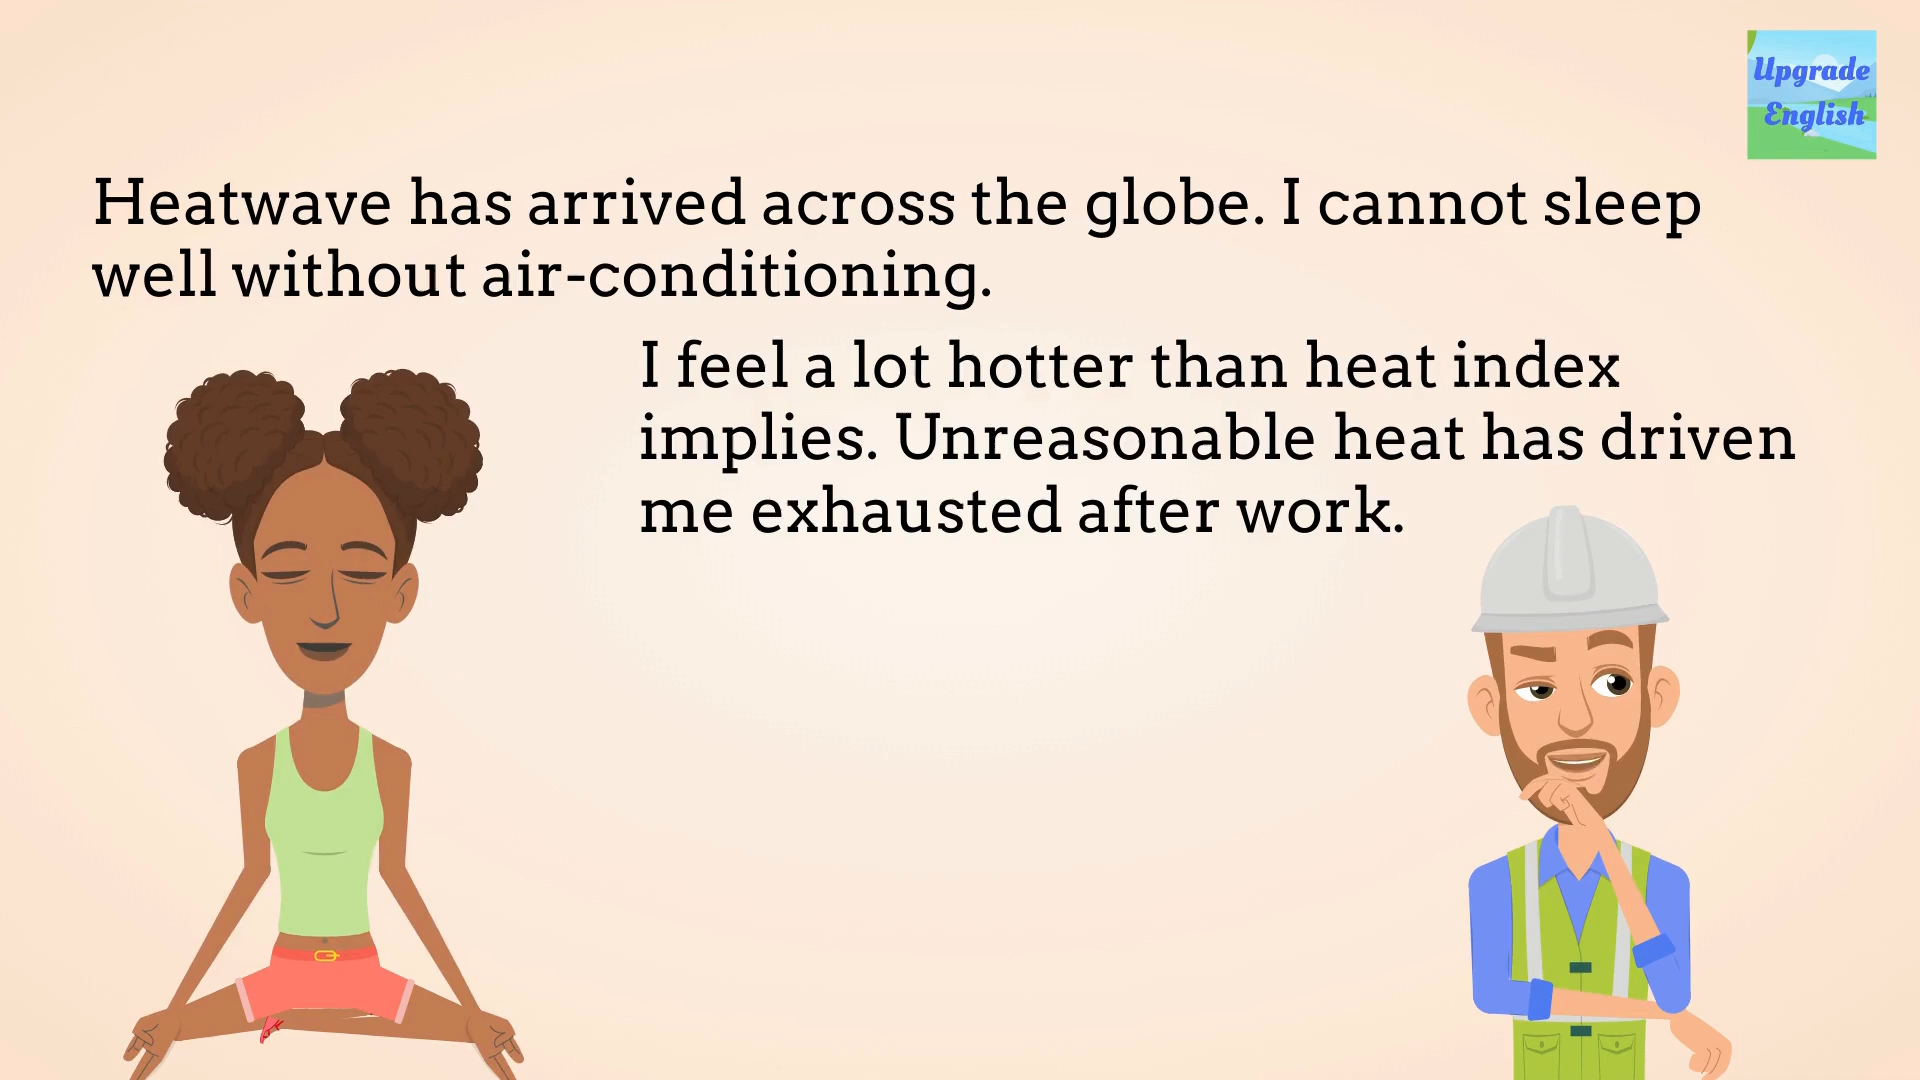 Upgrade
English
Heatwave has arrived across the globe. I cannot sleep
well without air-conditioning.
I feel a lot hotter than heat index
implies. Unreasonable heat has driven
me exhausted after work.